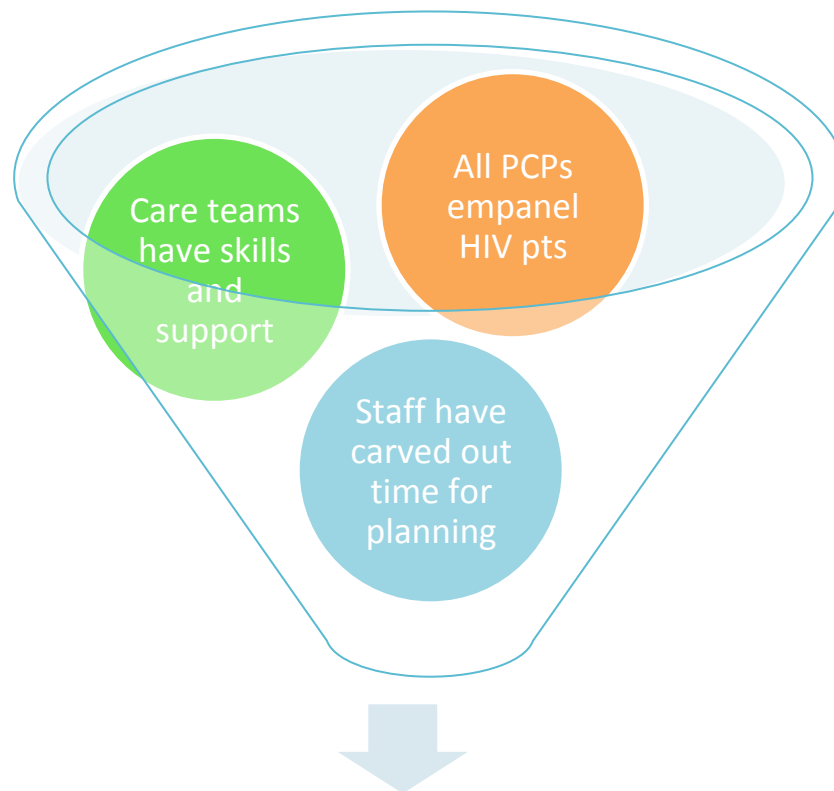 Care teams
have skills
and
support
All PCPs
empanel
HIV pts
Staff have
carved out
time for
planning